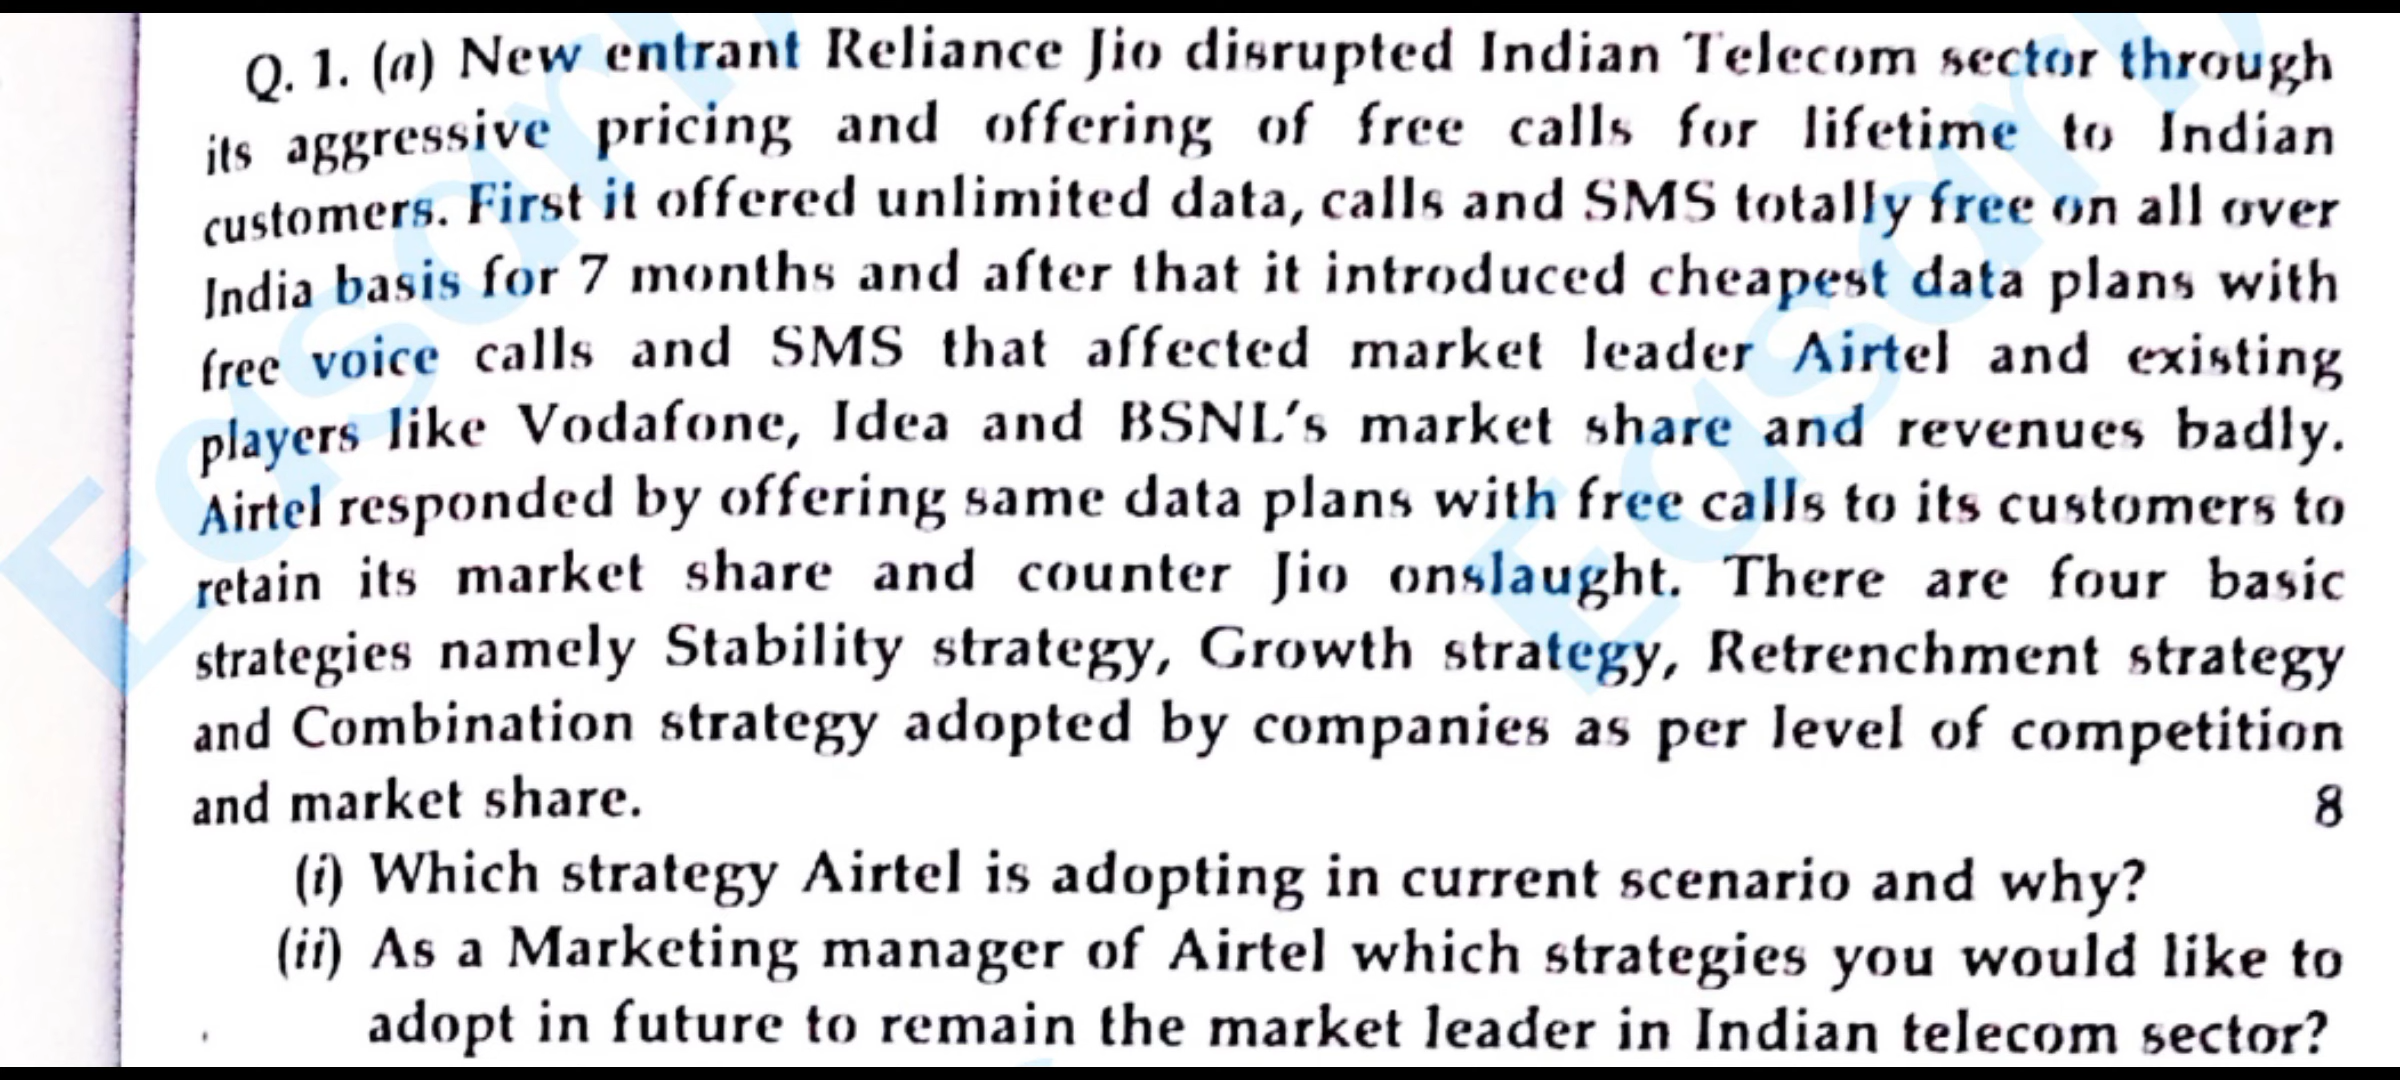 Q. 1. (a) New entrant Reliance Jio disrupted Indian Telecom sector through
its aggressive pricing and offering of free calls for lifetime to Indian
customers. First it offered unlimited data, calls and SMS totally free on all over
India basis for 7 months and after that it introduced cheapest data plans with
free voice calls and SMS that affected market leader Airtel and existing
players like Vodafone, Idea and BSNL's market share and revenues badly.
Airtel responded by offering same data plans with free calls to its customers to
retain its market share and counter Jio onslaught. There are four basic
strategies namely Stability strategy, Growth strategy, Retrenchment strategy
and Combination strategy adopted by companies as per level of competition
and market share. 8
(i) Which strategy Airtel is adopting in current scenario and why?
(ii) As a Marketing manager of Airtel which strategies you would like to
adopt in future to remain the market leader in Indian telecom sector?